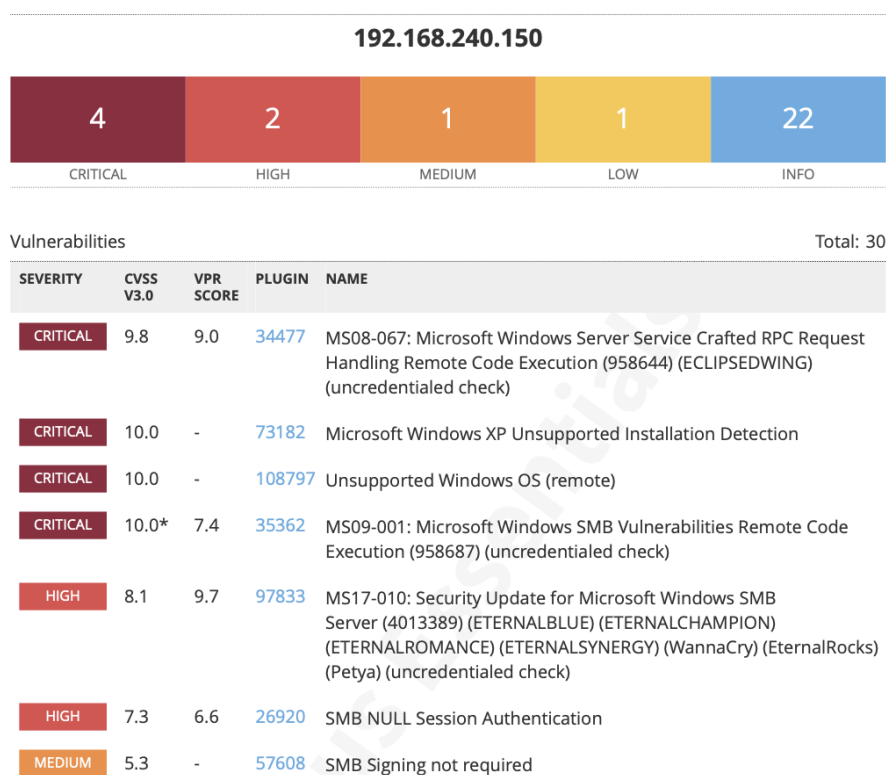 192.168.240.150
4 2 1 1 22
CRITICAL HIGH MEDIUM LOW INFO
Vulnerabilities Total: 30
SEVERITY CVSS V3.0 VPR SCORE PLUGIN NAME
CRITICAL 9.8 9.0 34477 MS08-067: Microsoft Windows Server Service Crafted RPC Request
Handling Remote Code Execution (958644) (ECLIPSEDWING)
(uncredentialed check)
CRITICAL 10.0 - 73182 Microsoft Windows XP Unsupported Installation Detection
CRITICAL 10.0 - 108797 Unsupported Windows OS (remote)
CRITICAL 10.0* 7.4 35362 MS09-001: Microsoft Windows SMB Vulnerabilities Remote Code
Execution (958687) (uncredentialed check)
HIGH 8.1 9.7 97833 MS17-010: Security Update for Microsoft Windows SMB
Server (4013389) (ETERNALBLUE) (ETERNALCHAMPION)
(ETERNALROMANCE) (ETERNALSYNERGY) (WannaCry) (EternalRocks)
(Petya) (uncredentialed check)
HIGH 7.3 6.6 26920 SMB NULL Session Authentication
MEDIUM 5.3 - 57608 SMB Signing not required
us Essentials